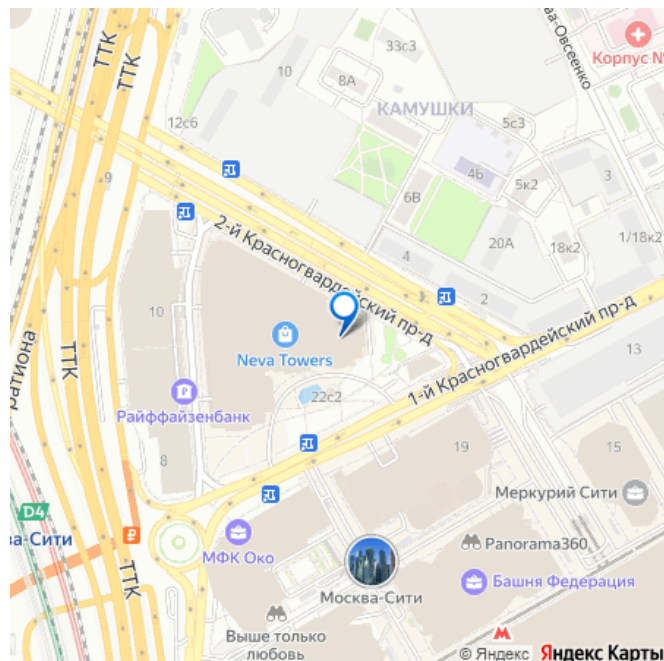 ТТК
ТТК
33с3
10
8А
ва-Овсеенко
Корпус №
КАМУШКИ
12с6
5с3
9
4Б
5к2
3
6В
2-й Красногвардейский пр-д
20А
18к2
1/18к2
4
2
10
Neva Towers
ТТК
ратиона
Райффайзенбанк
22с2
1-й Красногвардейский пр-д
13
8
19
15
D4
ва-Сити
₽
МФК Око
Меркурий Сити
Panorama360
ТТК
Москва-Сити
Башня Федерация
Выше только
любовь
© Яндекс Яндекс Карты